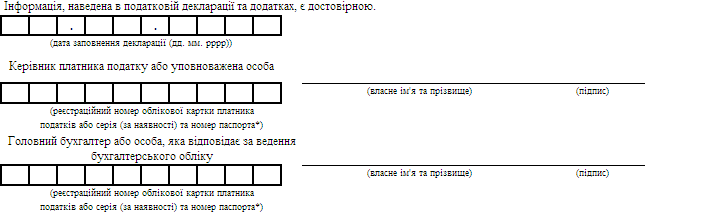 Інформація, наведена в податковій декларації та додатках, є достовірною.
. .
(дата заповнення декларації (дд. мм. рррр))
Керівник платника податку або уповноважена особа
(власне ім'я та прізвище) (підпис)
(реєстраційний номер облікової картки платника
податків або серія (за наявності) та номер паспорта*)
Головний бухгалтер або особа, яка відповідає за ведення
бухгалтерського обліку
(власне ім'я та прізвище) (підпис)
(реєстраційний номер облікової картки платника
податків або серія (за наявності) та номер паспорта*)